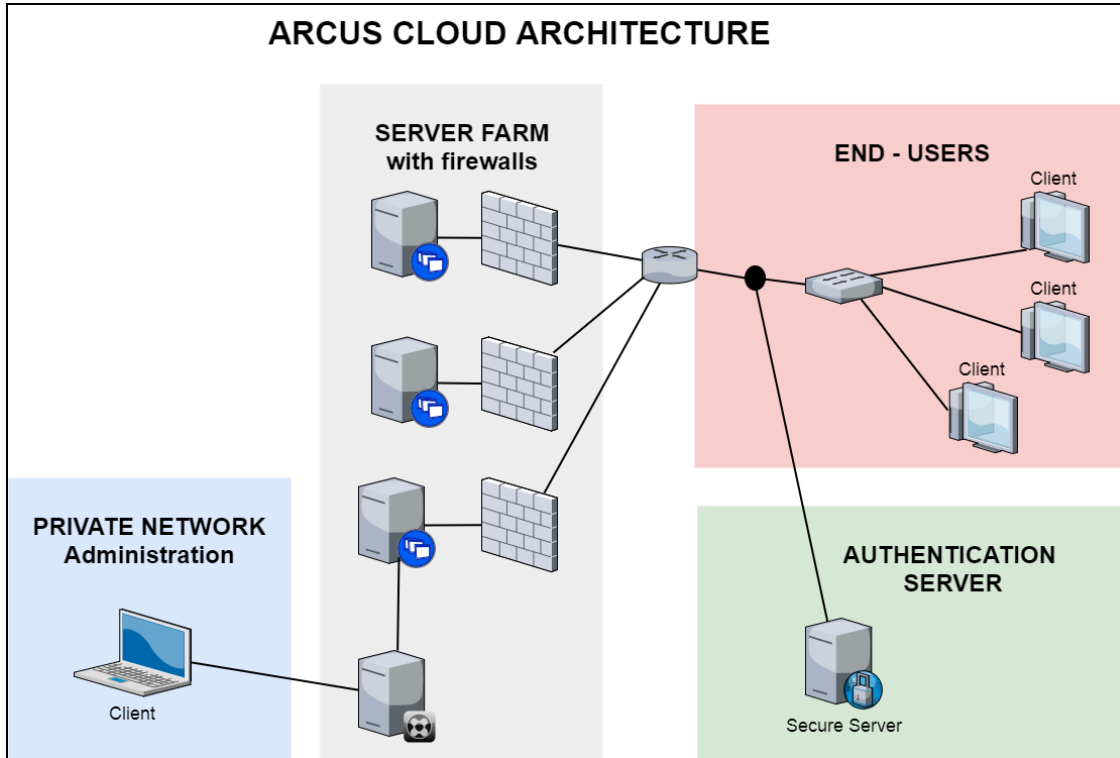 ARCUS CLOUD ARCHITECTURE
SERVER FARM
with firewalls
END - USERS
Client
Client
Client
PRIVATE NETWORK
Administration
Client
AUTHENTICATION
SERVER
Secure Server